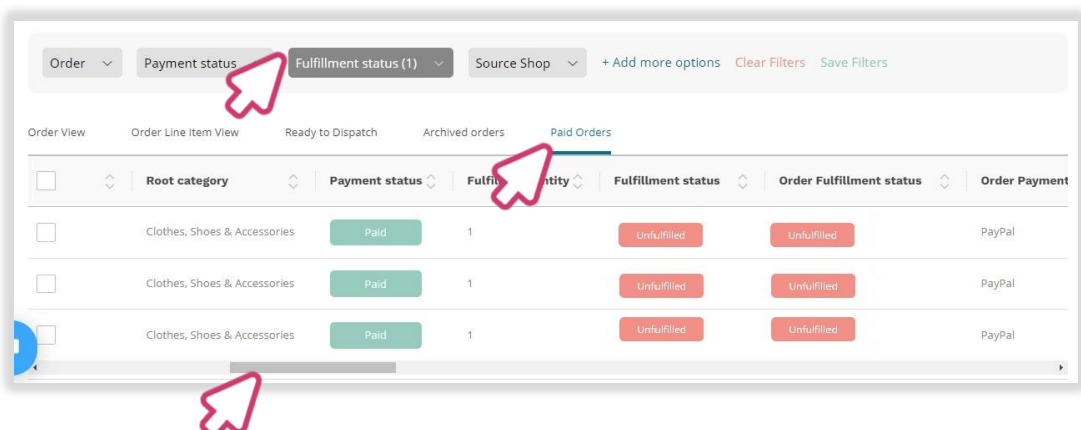 Order Payment status Fulfillment status (1) Source Shop + Add more options Clear Filters Save Filters
Order View Order Line Item View Ready to Dispatch Archived orders Paid Orders
Root category Payment status Fulfillment status Order Fulfillment status Order Payment
Clothes, Shoes & Accessories Paid 1 Unfulfilled Unfulfilled PayPal
Clothes, Shoes & Accessories Paid 1 Unfulfilled Unfulfilled PayPal
Clothes, Shoes & Accessories Paid 1 Unfulfilled Unfulfilled PayPal